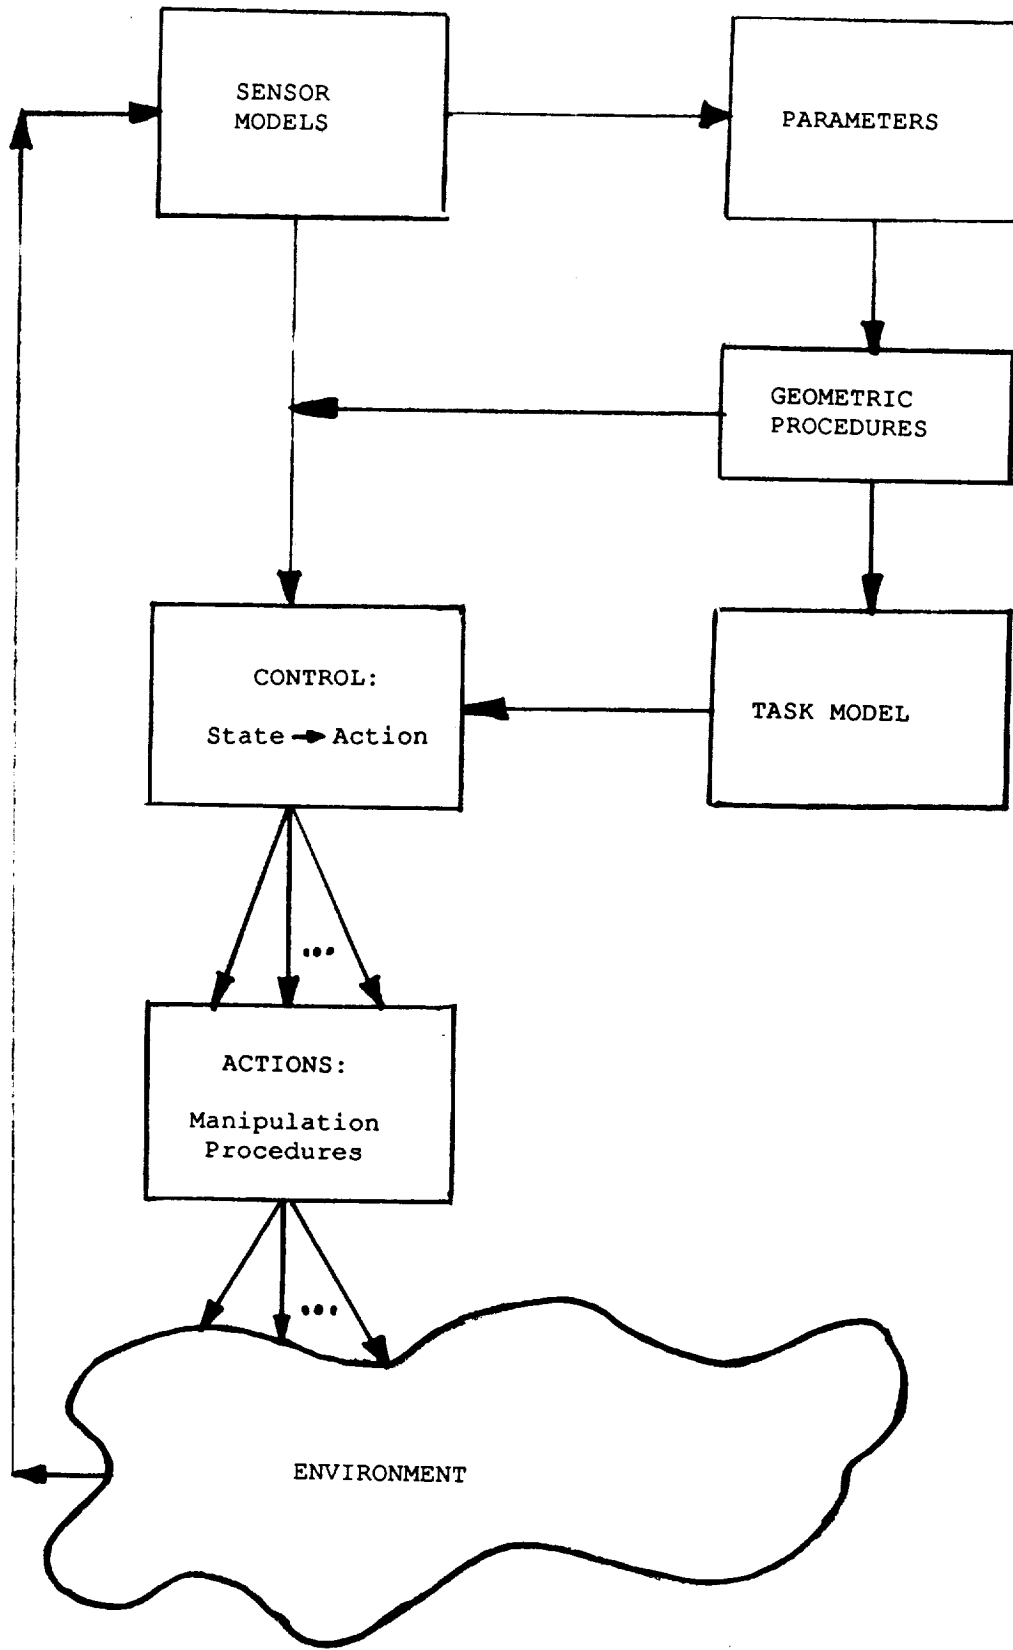 SENSOR
MODELS
PARAMETERS
GEOMETRIC
PROCEDURES
CONTROL:
State → Action
TASK MODEL
...
ACTIONS:
Manipulation
Procedures
...
ENVIRONMENT